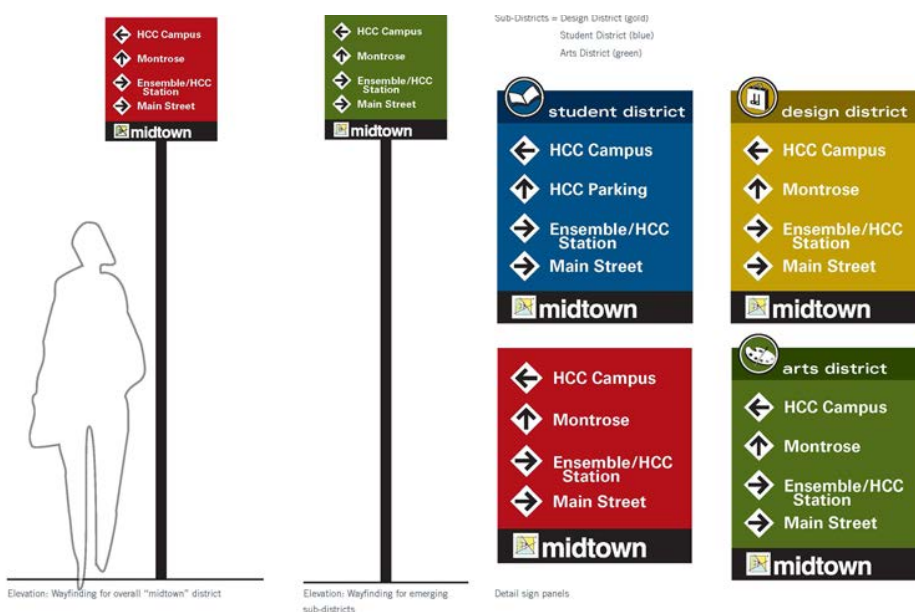 HCC Campus
Montrose
Ensemble/HCC
Station
Main Street
midtown
Elevation: Wayfinding for overall "midtown" district
HCC Campus
Montrose
Ensemble/HCC
Station
Main Street
midtown
Elevation: Wayfinding for emerging
sub-districts
Sub-Districts = Design District (gold)
Student District (blue)
Arts District (green)
student district
HCC Campus
HCC Parking
Ensemble/HCC
Station
Main Street
midtown
design district
HCC Campus
Montrose
Ensemble/HCC
Station
Main Street
midtown
HCC Campus
Montrose
Ensemble/HCC
Station
Main Street
midtown
arts district
HCC Campus
Montrose
Ensemble/HCC
Station
Main Street
midtown
Detail sign panels